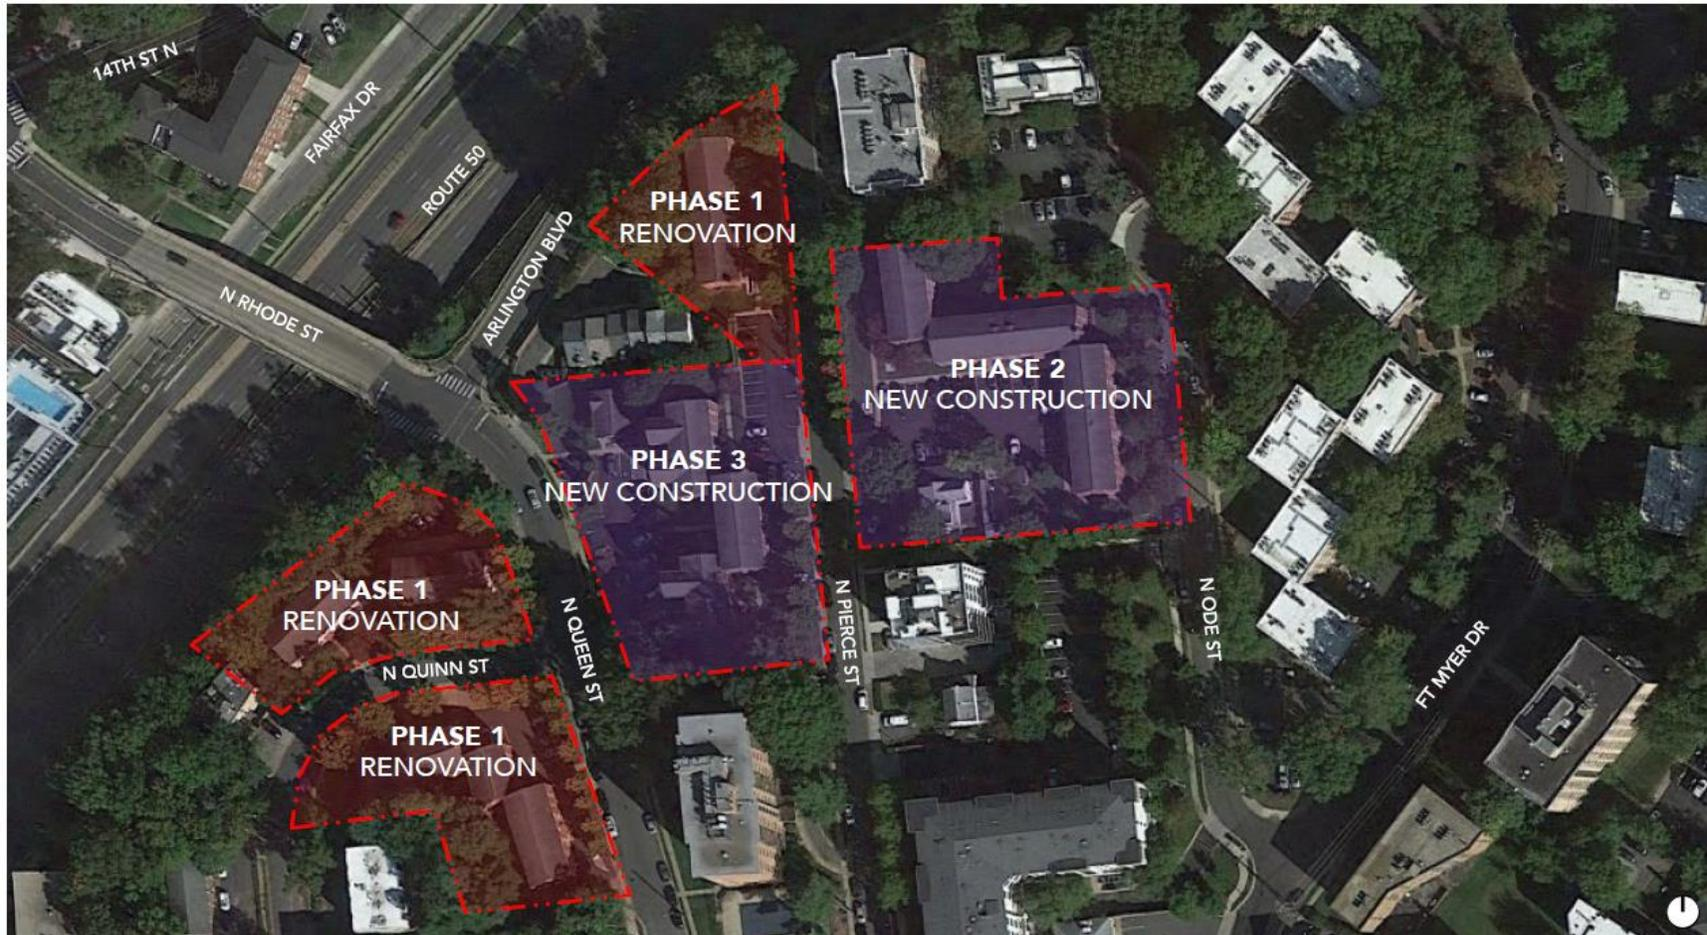 14TH ST N
FAIRFAX DR
ROUTE 50
ARLINGTON BLVD
N RHODE ST
PHASE 1
RENOVATION
PHASE 2
NEW CONSTRUCTION
PHASE 3
NEW CONSTRUCTION
PHASE 1
RENOVATION
N QUINN ST
N QUEEN ST
N PIERCE ST
N ODE ST
FT MYER DR
PHASE 1
RENOVATION